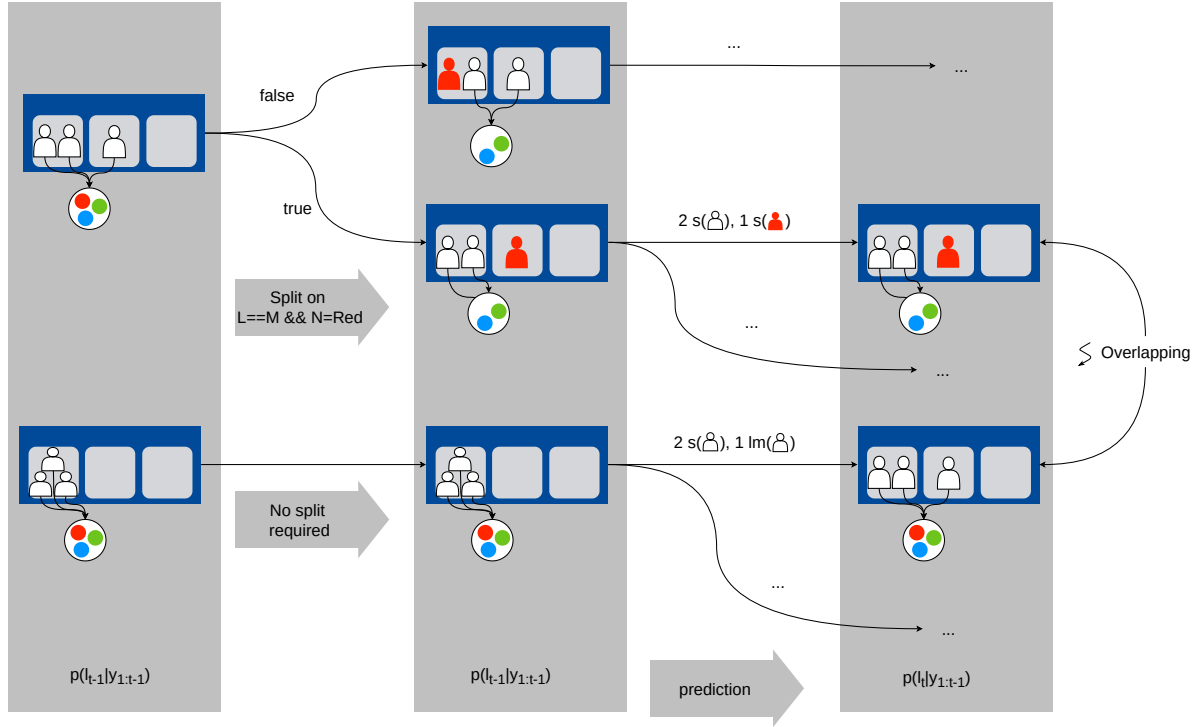 ...
...
false
true
2 s( ), 1 s( )
Split on
L==M && N=Red
...
Overlapping
...
2 s( ), 1 lm( )
No split
required
...
...
p(l_{t-1}|y_{1:t-1})
p(l_{t-1}|y_{1:t-1})
prediction
p(l_t|y_{1:t-1})